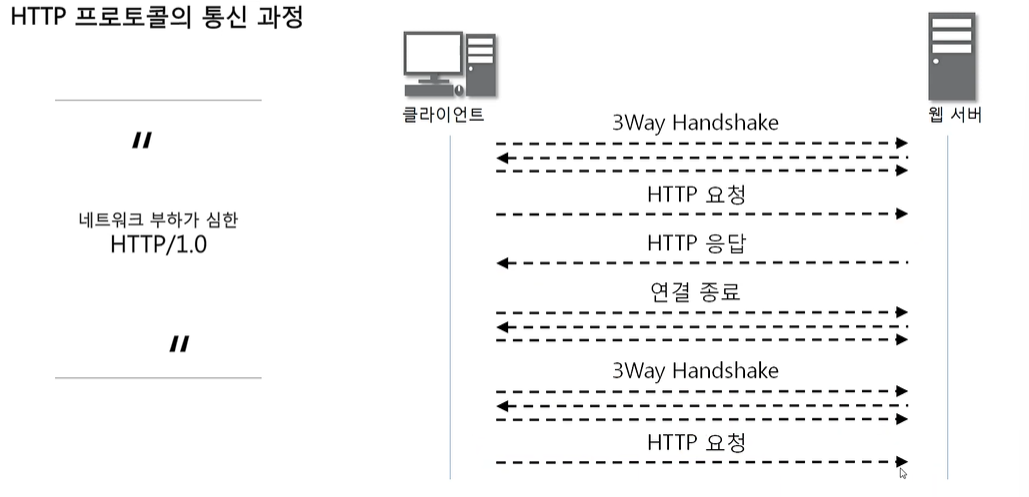 HTTP 프로토콜의 통신 과정
"
네트워크 부하가 심한
HTTP/1.0
"
클라이언트
웹 서버
3Way Handshake
HTTP 요청
HTTP 응답
연결 종료
3Way Handshake
HTTP 요청